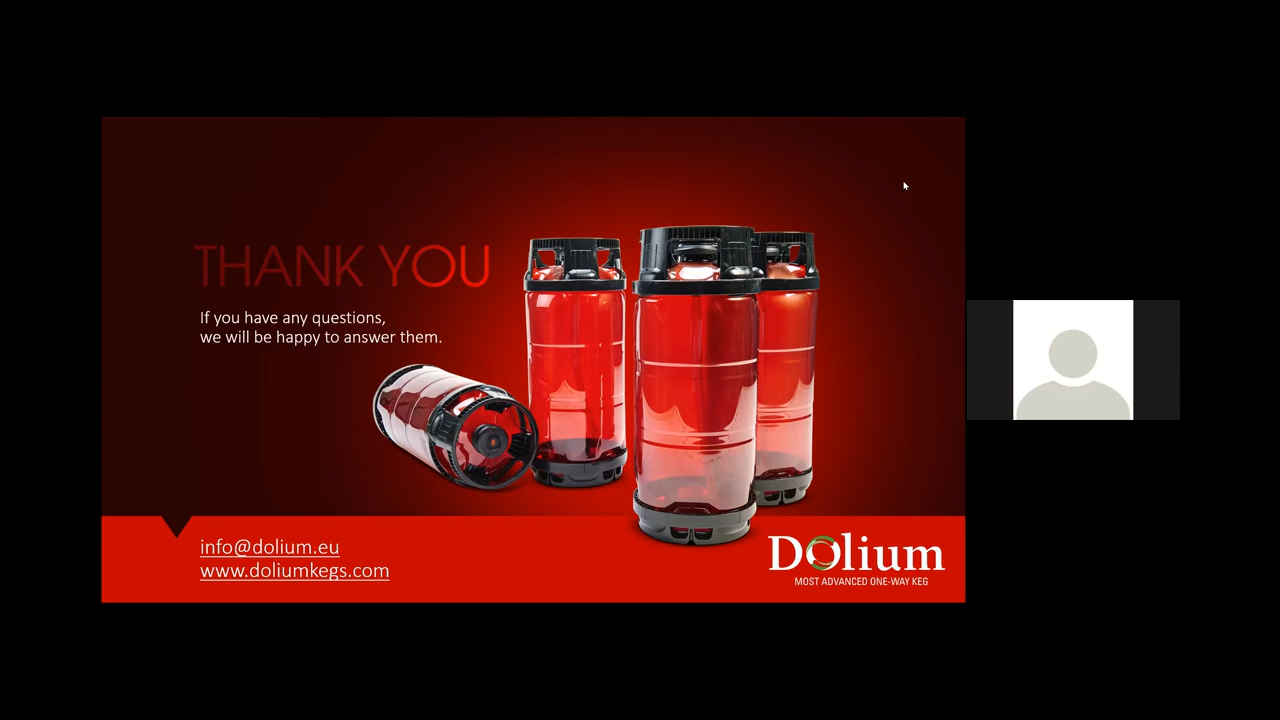 THANK YOU
If you have any questions,
we will be happy to answer them.
info@dolium.eu
www.doliumkegs.com
Dolium
MOST ADVANCED ONE-WAY KEG